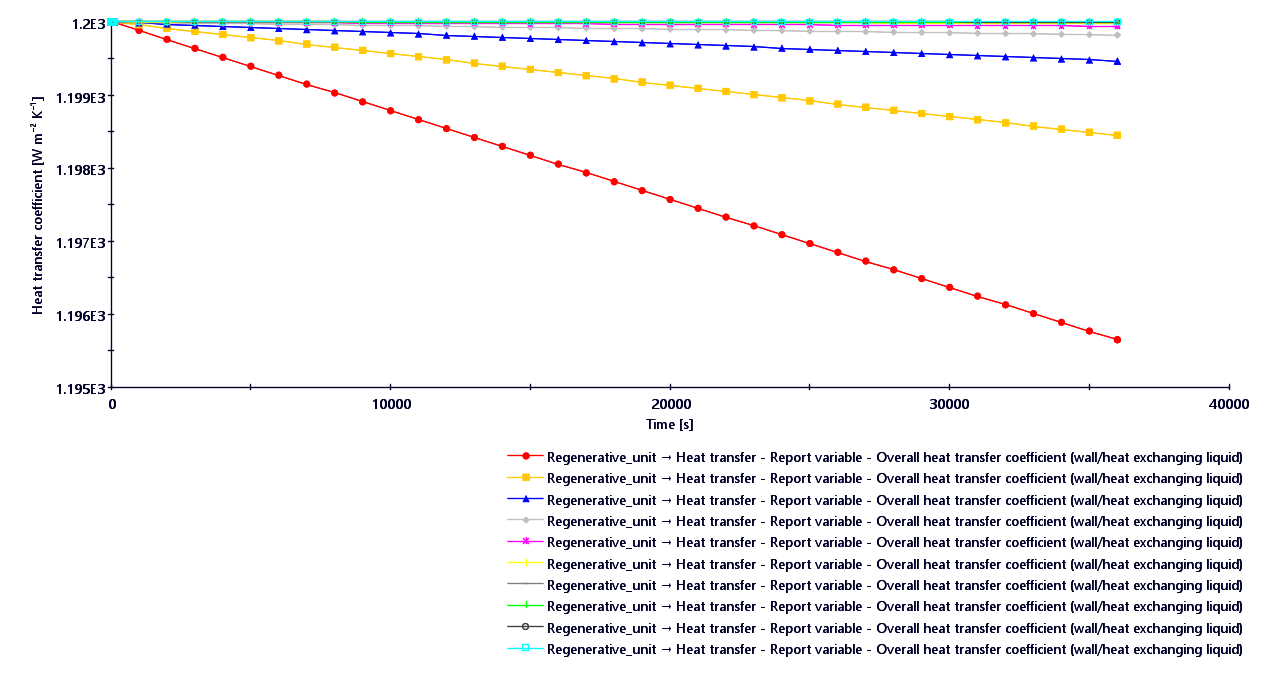 1.2E3
1.199E3
1.198E3
1.197E3
1.196E3
1.195E3
Heat transfer coefficient [W m⁻² K⁻¹]
0 10000 20000 30000 40000
Time [s]
Regenerative_unit → Heat transfer - Report variable - Overall heat transfer coefficient (wall/heat exchanging liquid)
Regenerative_unit → Heat transfer - Report variable - Overall heat transfer coefficient (wall/heat exchanging liquid)
Regenerative_unit → Heat transfer - Report variable - Overall heat transfer coefficient (wall/heat exchanging liquid)
Regenerative_unit → Heat transfer - Report variable - Overall heat transfer coefficient (wall/heat exchanging liquid)
Regenerative_unit → Heat transfer - Report variable - Overall heat transfer coefficient (wall/heat exchanging liquid)
Regenerative_unit → Heat transfer - Report variable - Overall heat transfer coefficient (wall/heat exchanging liquid)
Regenerative_unit → Heat transfer - Report variable - Overall heat transfer coefficient (wall/heat exchanging liquid)
Regenerative_unit → Heat transfer - Report variable - Overall heat transfer coefficient (wall/heat exchanging liquid)
Regenerative_unit → Heat transfer - Report variable - Overall heat transfer coefficient (wall/heat exchanging liquid)
Regenerative_unit → Heat transfer - Report variable - Overall heat transfer coefficient (wall/heat exchanging liquid)